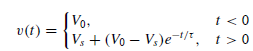 v(t) = { V₀, t < 0
Vₛ + (V₀ − Vₛ)e^{−t/τ}, t > 0